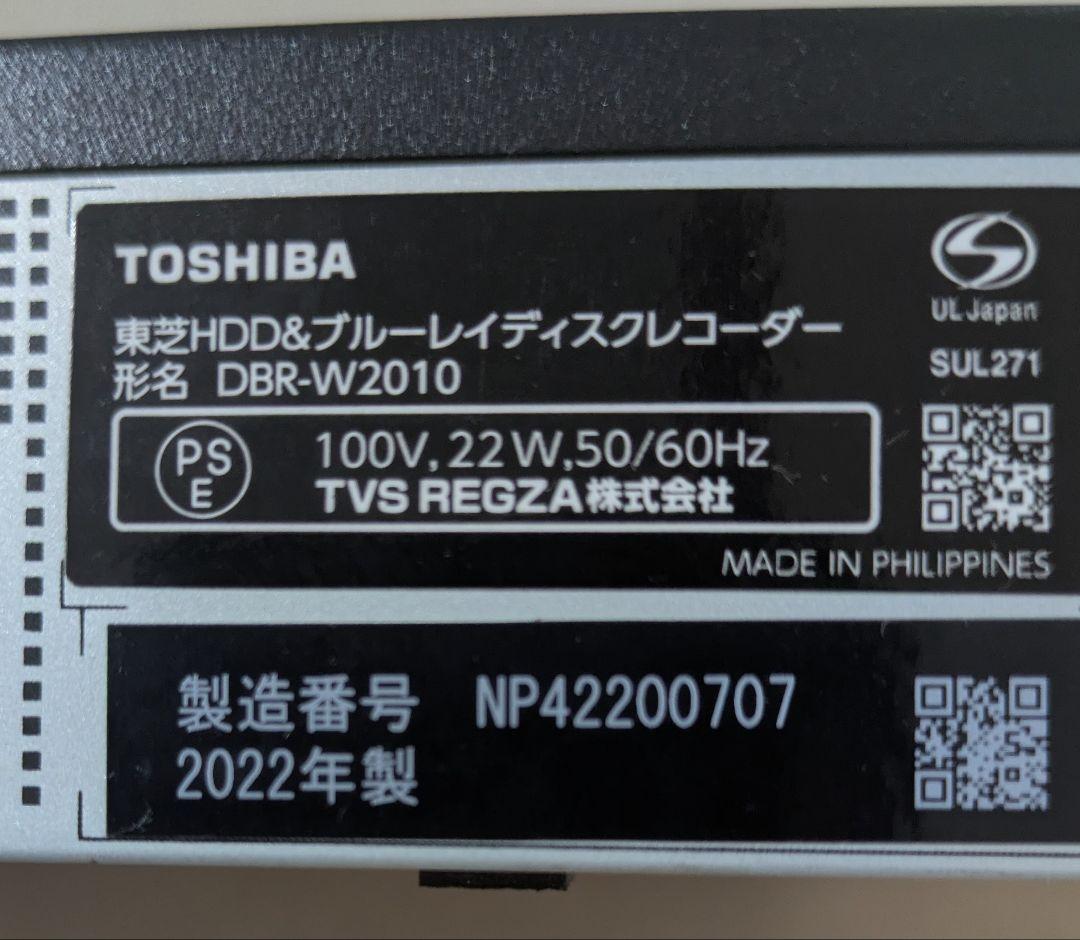 TOSHIBA
東芝HDD&ブルーレイディスクレコーダー
形名 DBR-W2010
PS
E
100V,22W,50/60Hz
TVS REGZA株式会社
UL Japan
SUL271
MADE IN PHILIPPINES
製造番号 NP42200707
2022年製